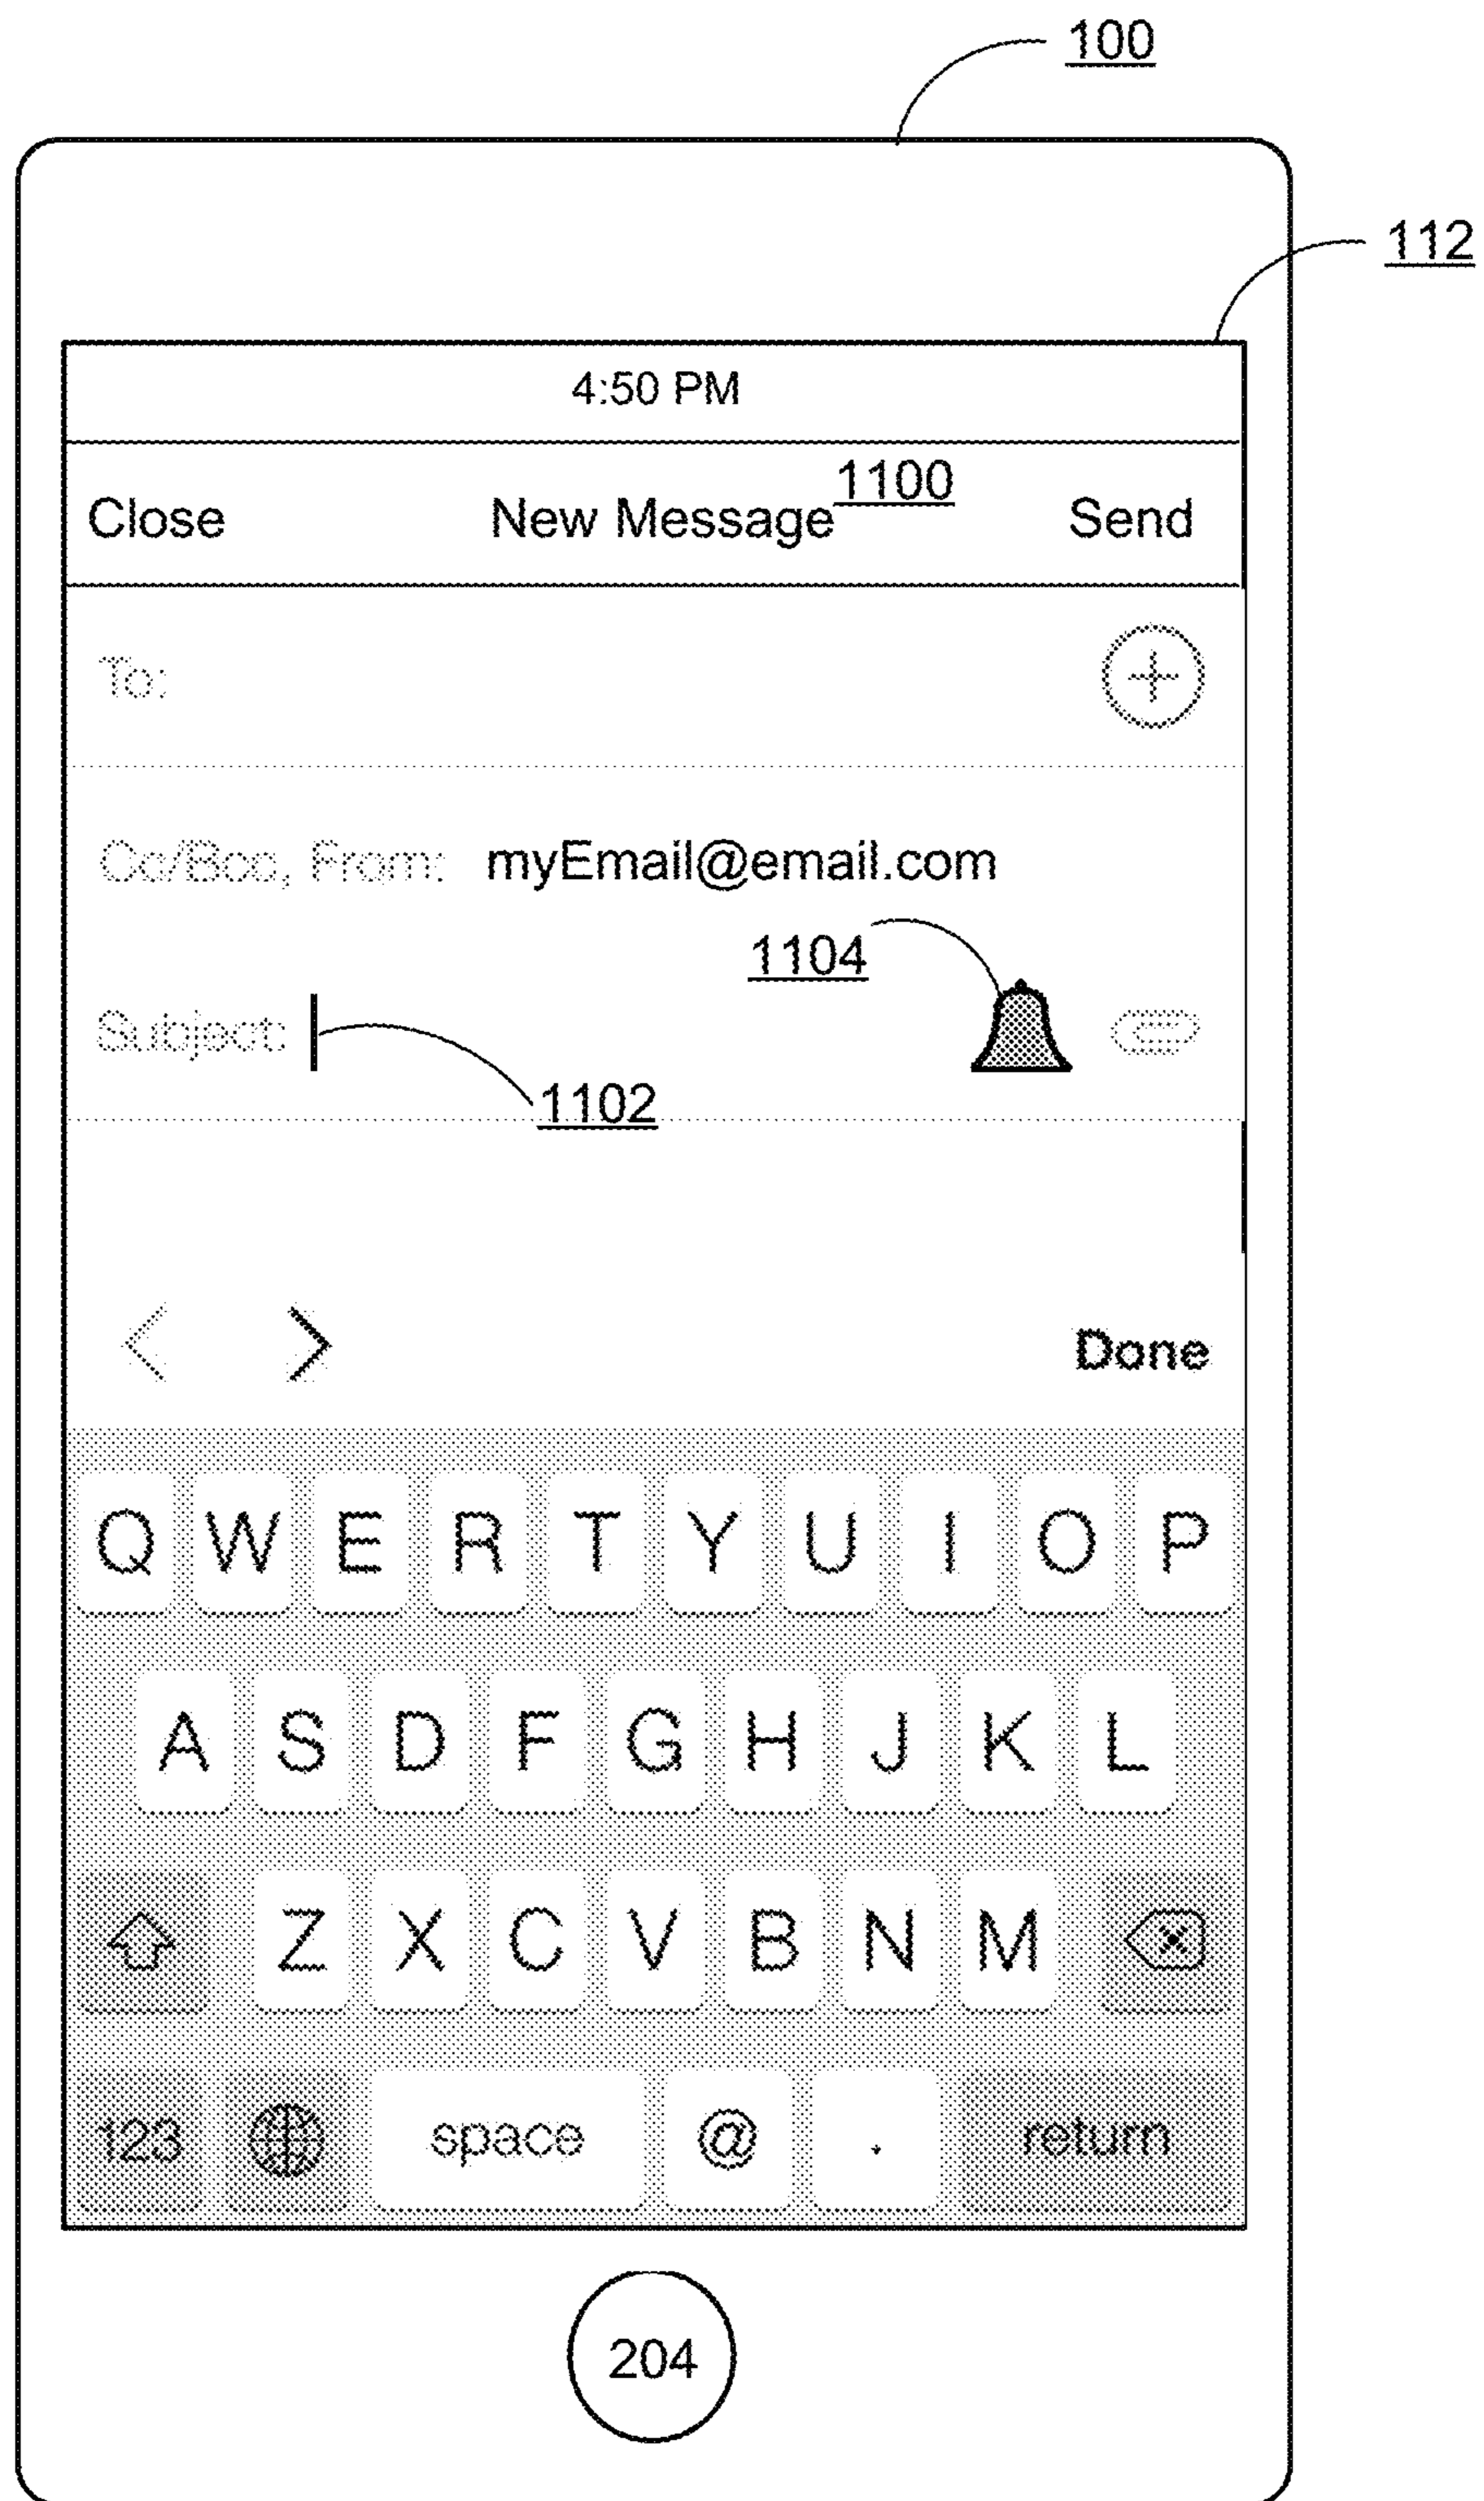 100
112
4:50 PM
Close New Message 1100 Send
To:
Cc/Bcc, From: myEmail@email.com
1104
Subject:
1102
Done
Q W E R T Y U I O P
A S D F G H J K L
Z X C V B N M
123 space @ . return
204